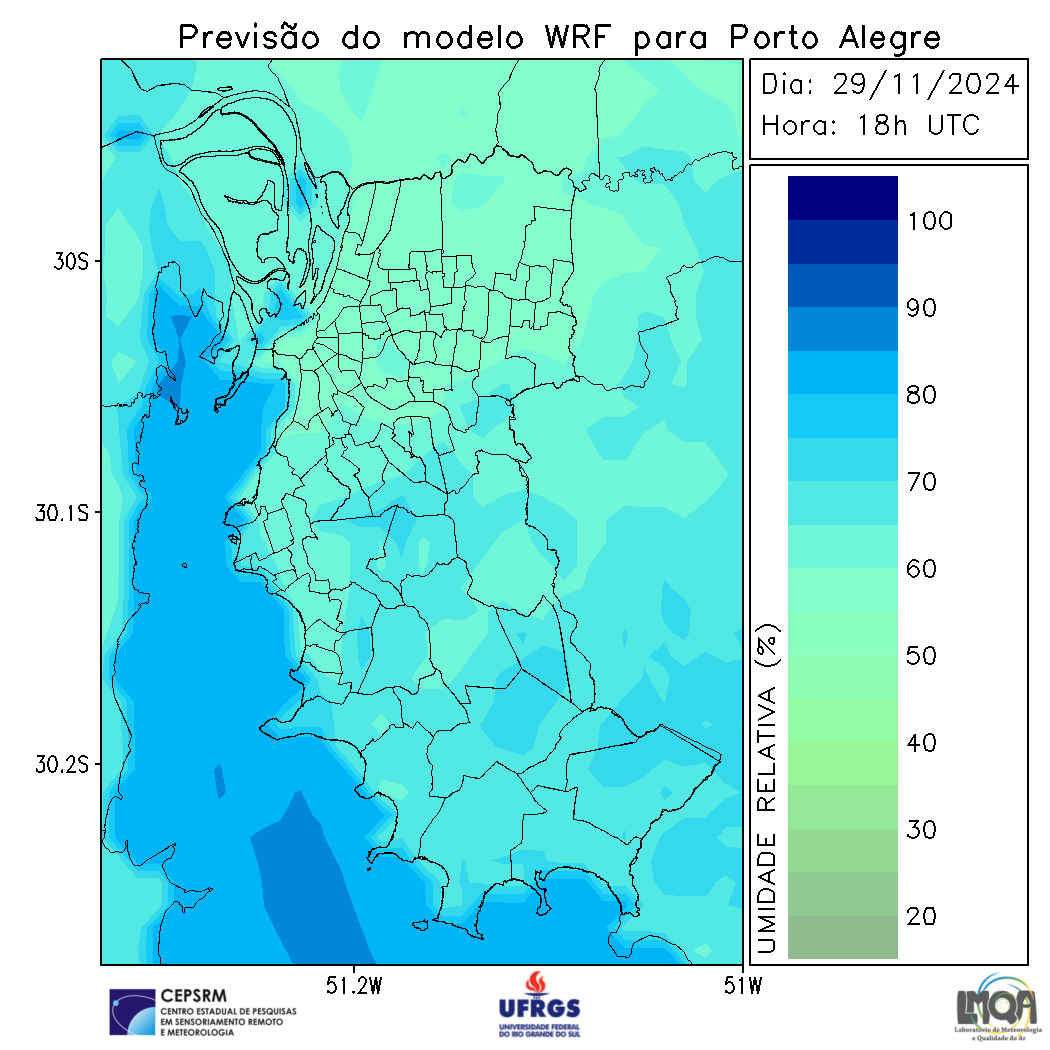 Previsão do modelo WRF para Porto Alegre
Dia: 29/11/2024
Hora: 18h UTC
30S
30.1S
30.2S
51.2W
51W
100
90
80
70
60
50
40
30
20
UMIDADE RELATIVA (%)
CEPSRM
CENTRO ESTADUAL DE PESQUISAS
EM SENSORIAMENTO REMOTO
E METEOROLOGIA
UFRGS
UNIVERSIDADE FEDERAL
DO RIO GRANDE DO SUL
LMQA
Laboratório de Meteorologia
e Qualidade do Ar